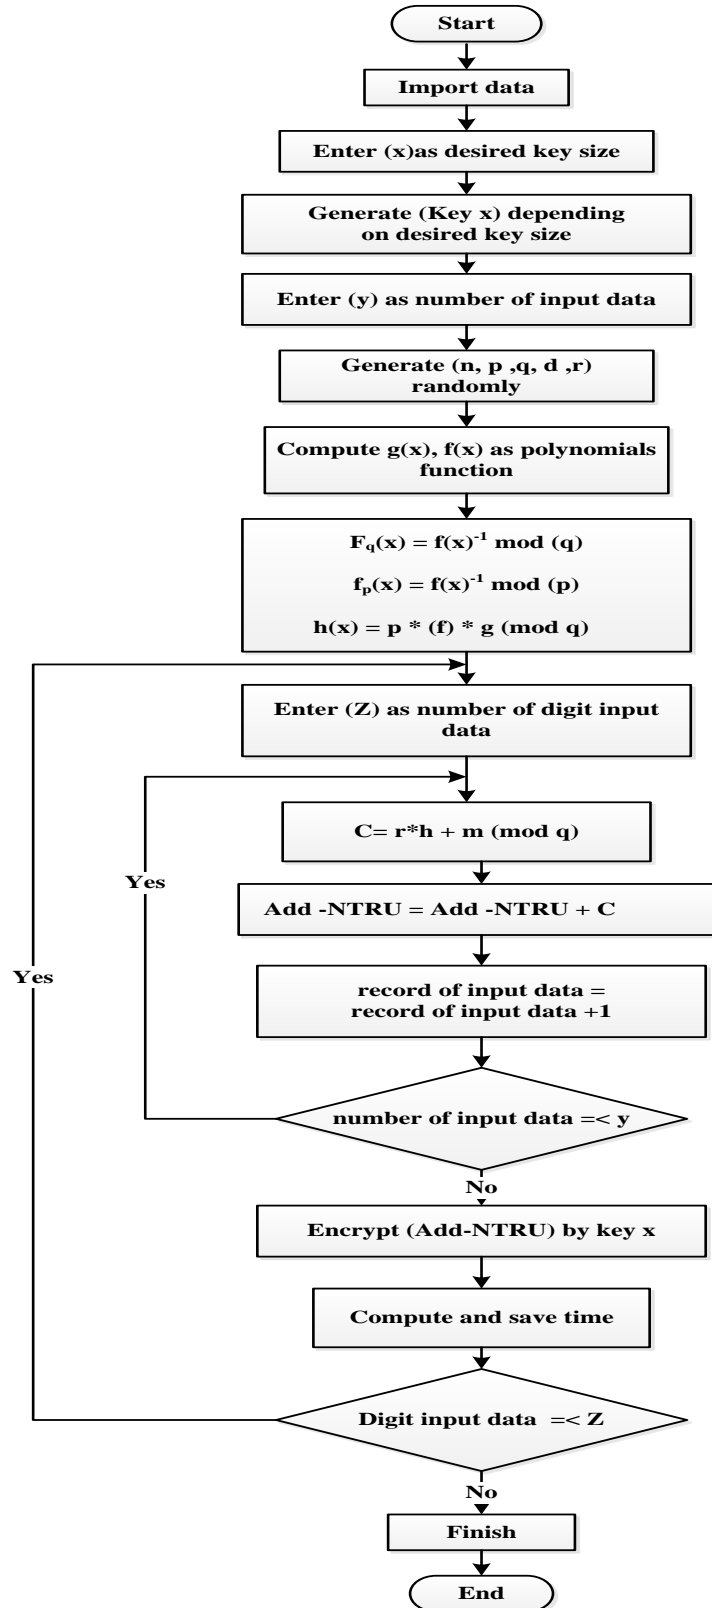 Start
Import data
Enter (x)as desired key size
Generate (Key x) depending
on desired key size
Enter (y) as number of input data
Generate (n, p ,q, d ,r)
randomly
Compute g(x), f(x) as polynomials
function
F_q(x) = f(x)^-1 mod (q)
f_p(x) = f(x)^-1 mod (p)
h(x) = p * (f) * g (mod q)
Enter (Z) as number of digit input
data
C= r*h + m (mod q)
Yes
Add -NTRU = Add -NTRU + C
Yes
record of input data =
record of input data +1
number of input data =< y
No
Encrypt (Add-NTRU) by key x
Compute and save time
Digit input data =< Z
No
Finish
End